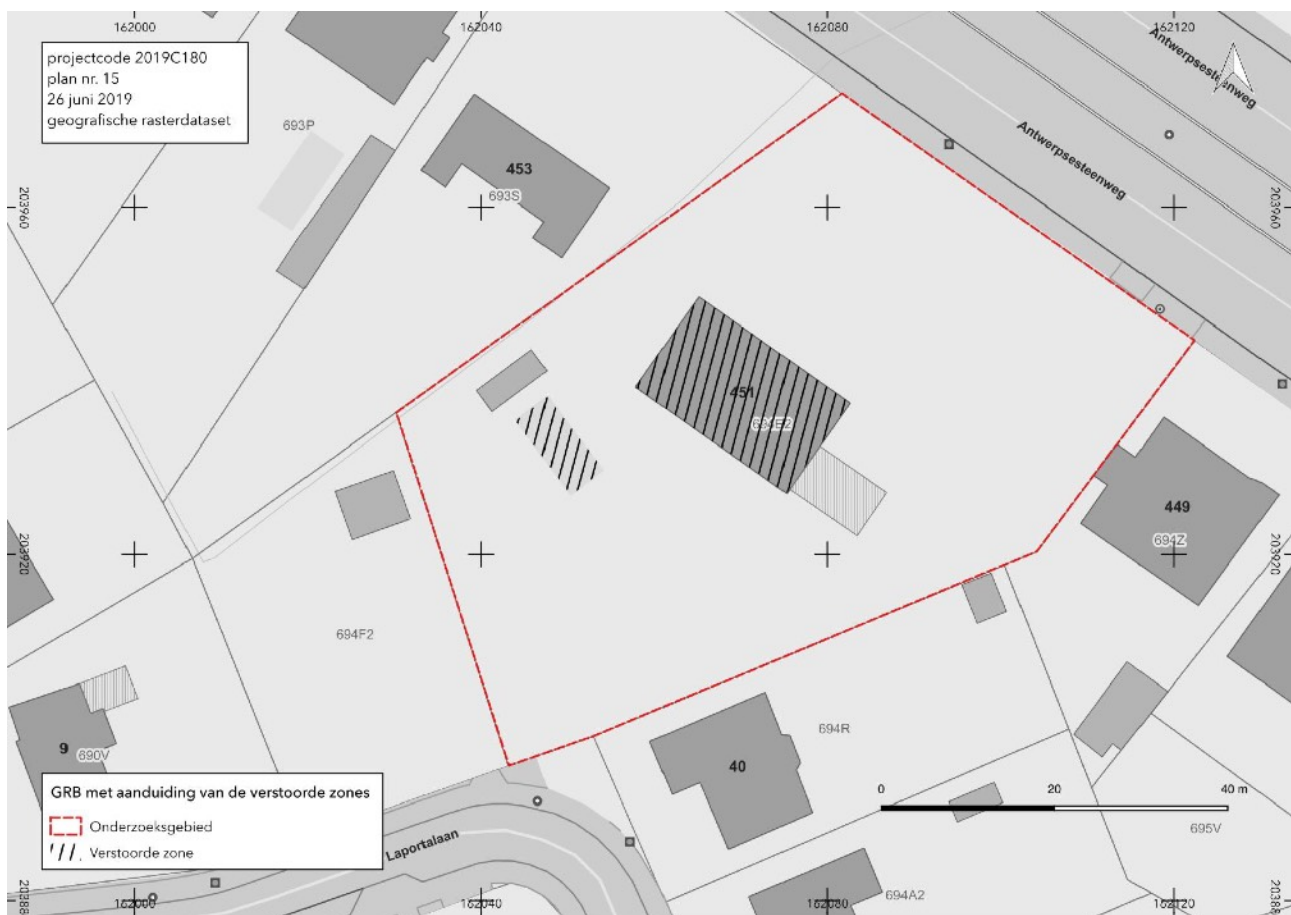 162000
162040
162080
162120
projectcode 2019C180
plan nr. 15
26 juni 2019
geografische rasterdataset
Antwerpsesteenweg
Antwerpsesteenweg
693P
453
693S
203960
203960
451
449
694Z
203920
203920
694F2
694R
9
690V
40
GRB met aanduiding van de verstoorde zones
Onderzoeksgebied
Verstoorde zone
0
20
40 m
695V
Laportalaan
694A2
20388
20388
162000
162040
162080
162120